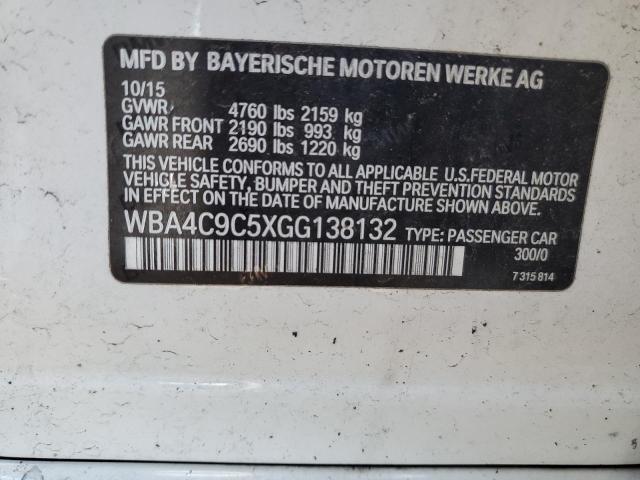 MFD BY BAYERISCHE MOTOREN WERKE AG
10/15
GVWR 4760 lbs 2159 kg
GAWR FRONT 2190 lbs 993 kg
GAWR REAR 2690 lbs 1220 kg
THIS VEHICLE CONFORMS TO ALL APPLICABLE U.S.FEDERAL MOTOR
VEHICLE SAFETY, BUMPER AND THEFT PREVENTION STANDARDS
IN EFFECT ON THE DATE OF MANUFACTURE SHOWN ABOVE.
WBA4C9C5XGG138132 TYPE: PASSENGER CAR
300/0
7 315 814